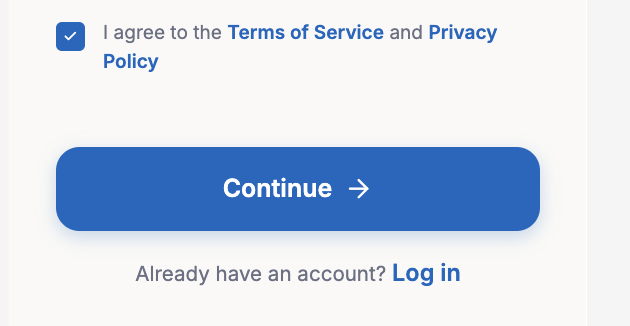 I agree to the Terms of Service and Privacy
Policy
Continue →
Already have an account? Log in